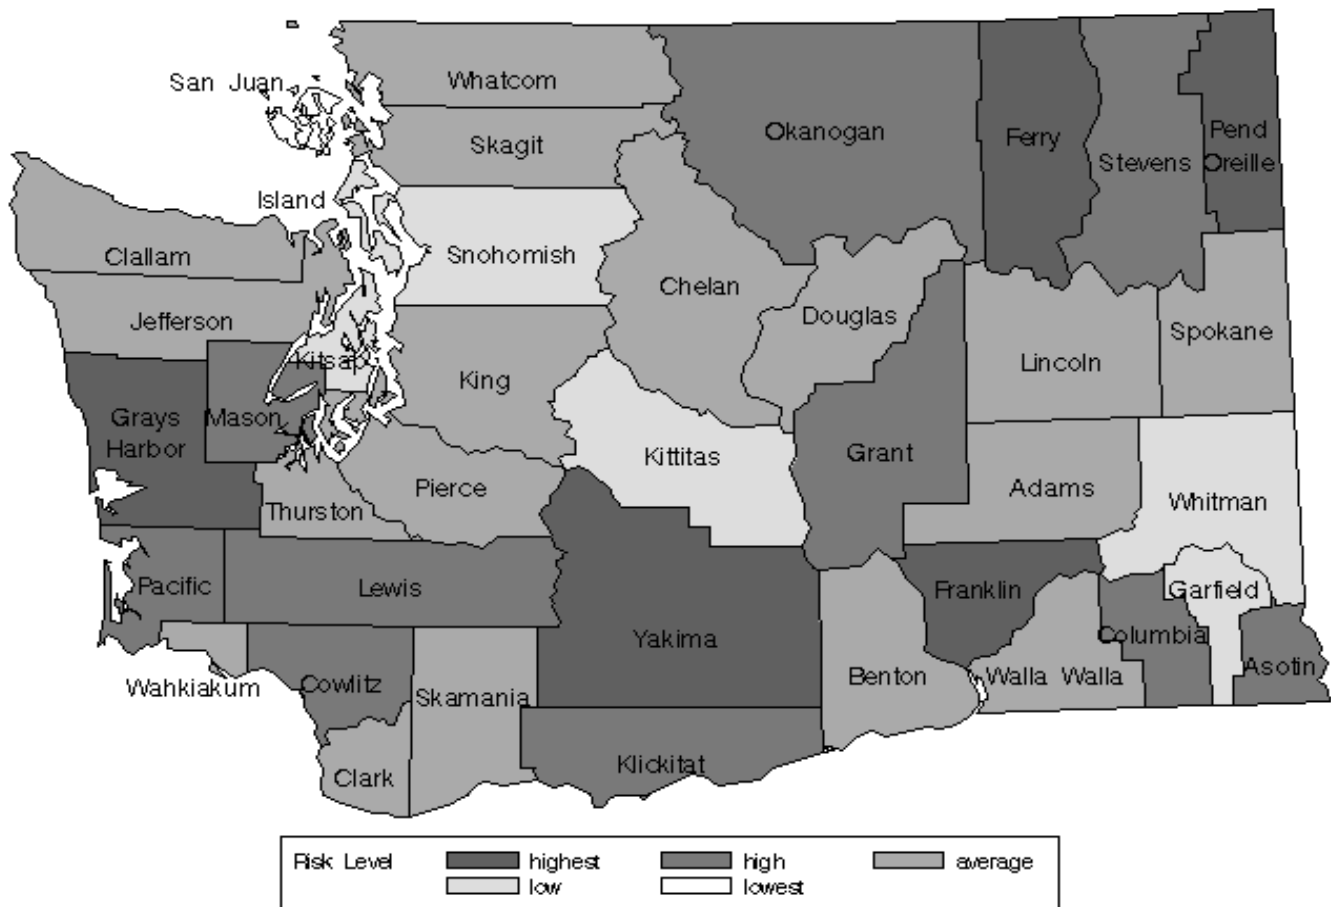 San Juan
Whatcom
Skagit
Okanogan
Ferry
Stevens
Pend
Oreille
Island
Clallam
Snohomish
Chelan
Jefferson
Douglas
Spokane
Kitsap
King
Lincoln
Grays
Harbor
Mason
Kittitas
Grant
Pierce
Adams
Thurston
Whitman
Pacific
Lewis
Franklin
Garfield
Yakima
Columbia
Wahkiakum
Cowlitz
Skamania
Benton
Walla Walla
Asotin
Clark
Klickitat
Risk Level highest high average
low lowest